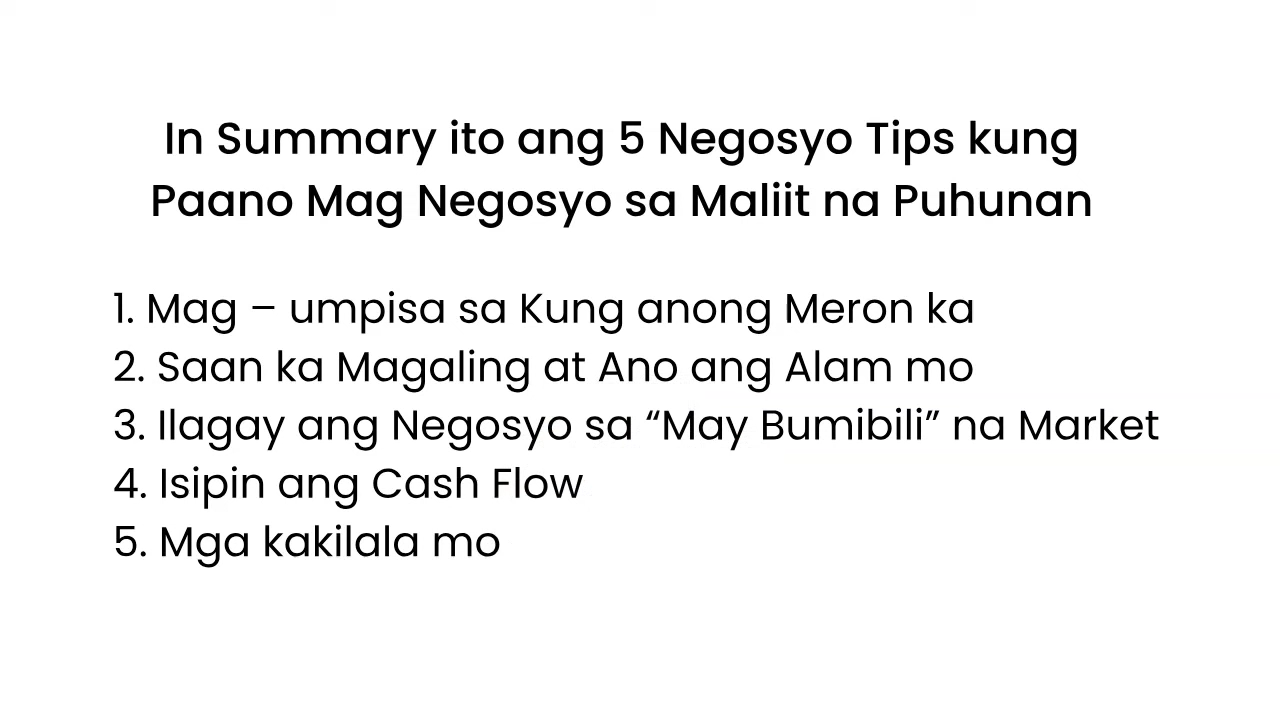 In Summary ito ang 5 Negosyo Tips kung
Paano Mag Negosyo sa Maliit na Puhunan
1. Mag – umpisa sa Kung anong Meron ka
2. Saan ka Magaling at Ano ang Alam mo
3. Ilagay ang Negosyo sa “May Bumibili” na Market
4. Isipin ang Cash Flow
5. Mga kakilala mo